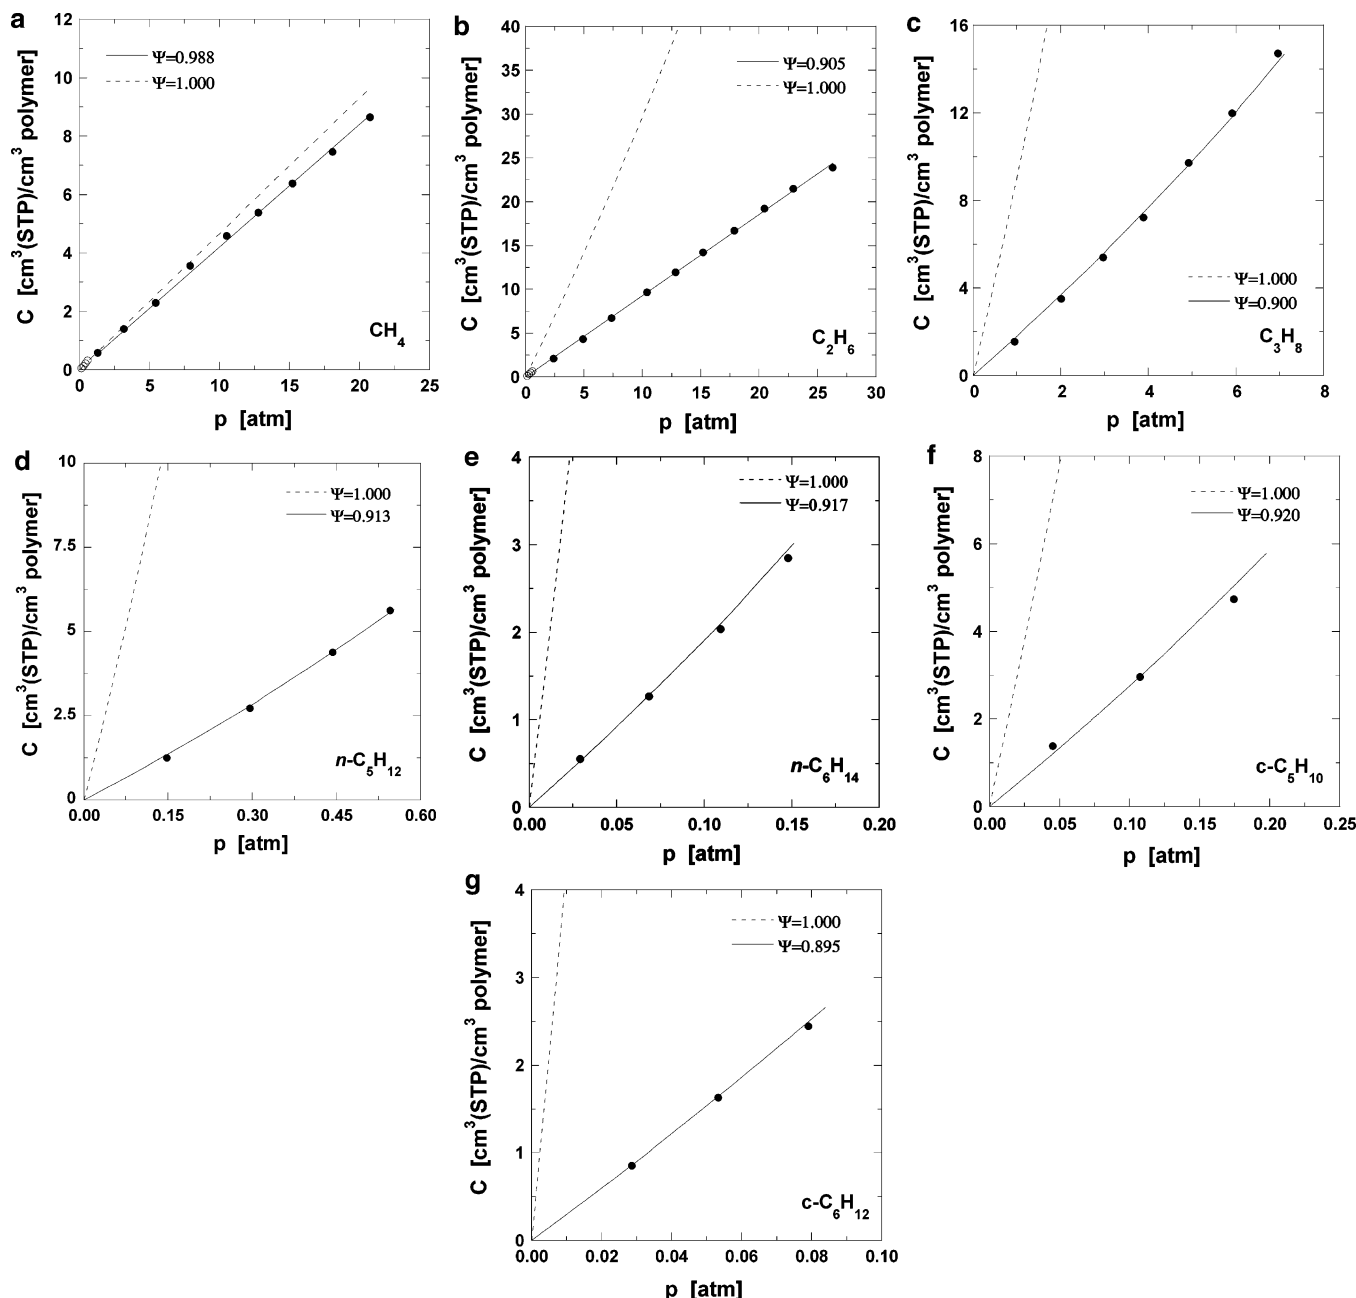 a
12
10
8
6
4
2
0
C [cm³(STP)/cm³ polymer]
Ψ=0.988
Ψ=1.000
CH₄
0 5 10 15 20 25
p [atm]
b
40
35
30
25
20
15
10
5
0
C [cm³(STP)/cm³ polymer]
Ψ=0.905
Ψ=1.000
C₂H₆
0 5 10 15 20 25 30
p [atm]
c
16
12
8
4
0
C [cm³(STP)/cm³ polymer]
Ψ=1.000
Ψ=0.900
C₃H₈
0 2 4 6 8
p [atm]
d
10
7.5
5
2.5
0
C [cm³(STP)/cm³ polymer]
Ψ=1.000
Ψ=0.913
n-C₅H₁₂
0.00 0.15 0.30 0.45 0.60
p [atm]
e
4
3
2
1
0
C [cm³(STP)/cm³ polymer]
Ψ=1.000
Ψ=0.917
n-C₆H₁₄
0.00 0.05 0.10 0.15 0.20
p [atm]
f
8
6
4
2
0
C [cm³(STP)/cm³ polymer]
Ψ=1.000
Ψ=0.920
c-C₅H₁₀
0.00 0.05 0.10 0.15 0.20 0.25
p [atm]
g
4
3
2
1
0
C [cm³(STP)/cm³ polymer]
Ψ=1.000
Ψ=0.895
c-C₆H₁₂
0.00 0.02 0.04 0.06 0.08 0.10
p [atm]